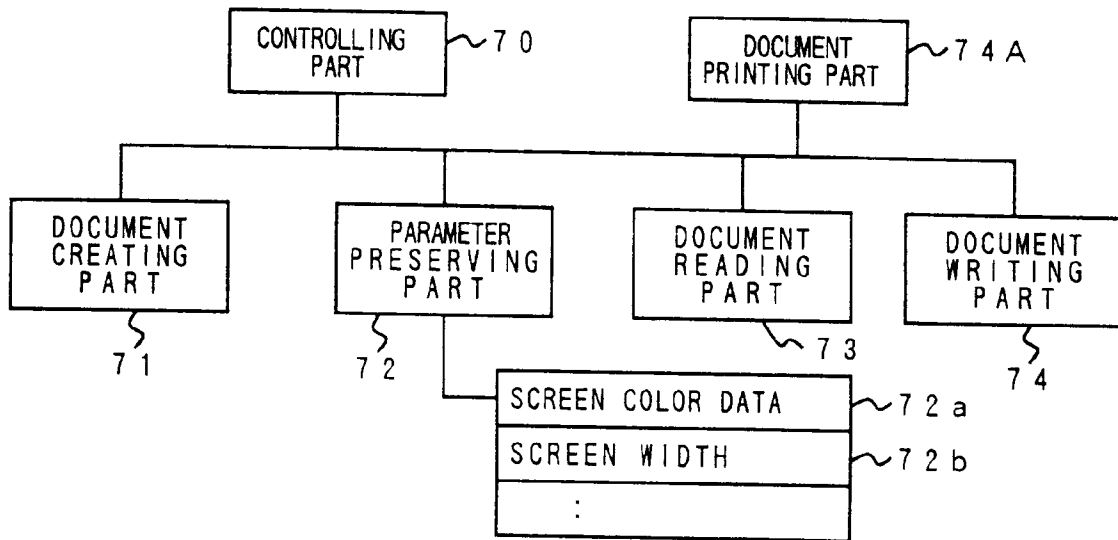 CONTROLLING
PART
70
DOCUMENT
PRINTING PART
74A
DOCUMENT
CREATING
PART
71
PARAMETER
PRESERVING
PART
72
DOCUMENT
READING
PART
73
DOCUMENT
WRITING
PART
74
SCREEN COLOR DATA
72a
SCREEN WIDTH
72b
: